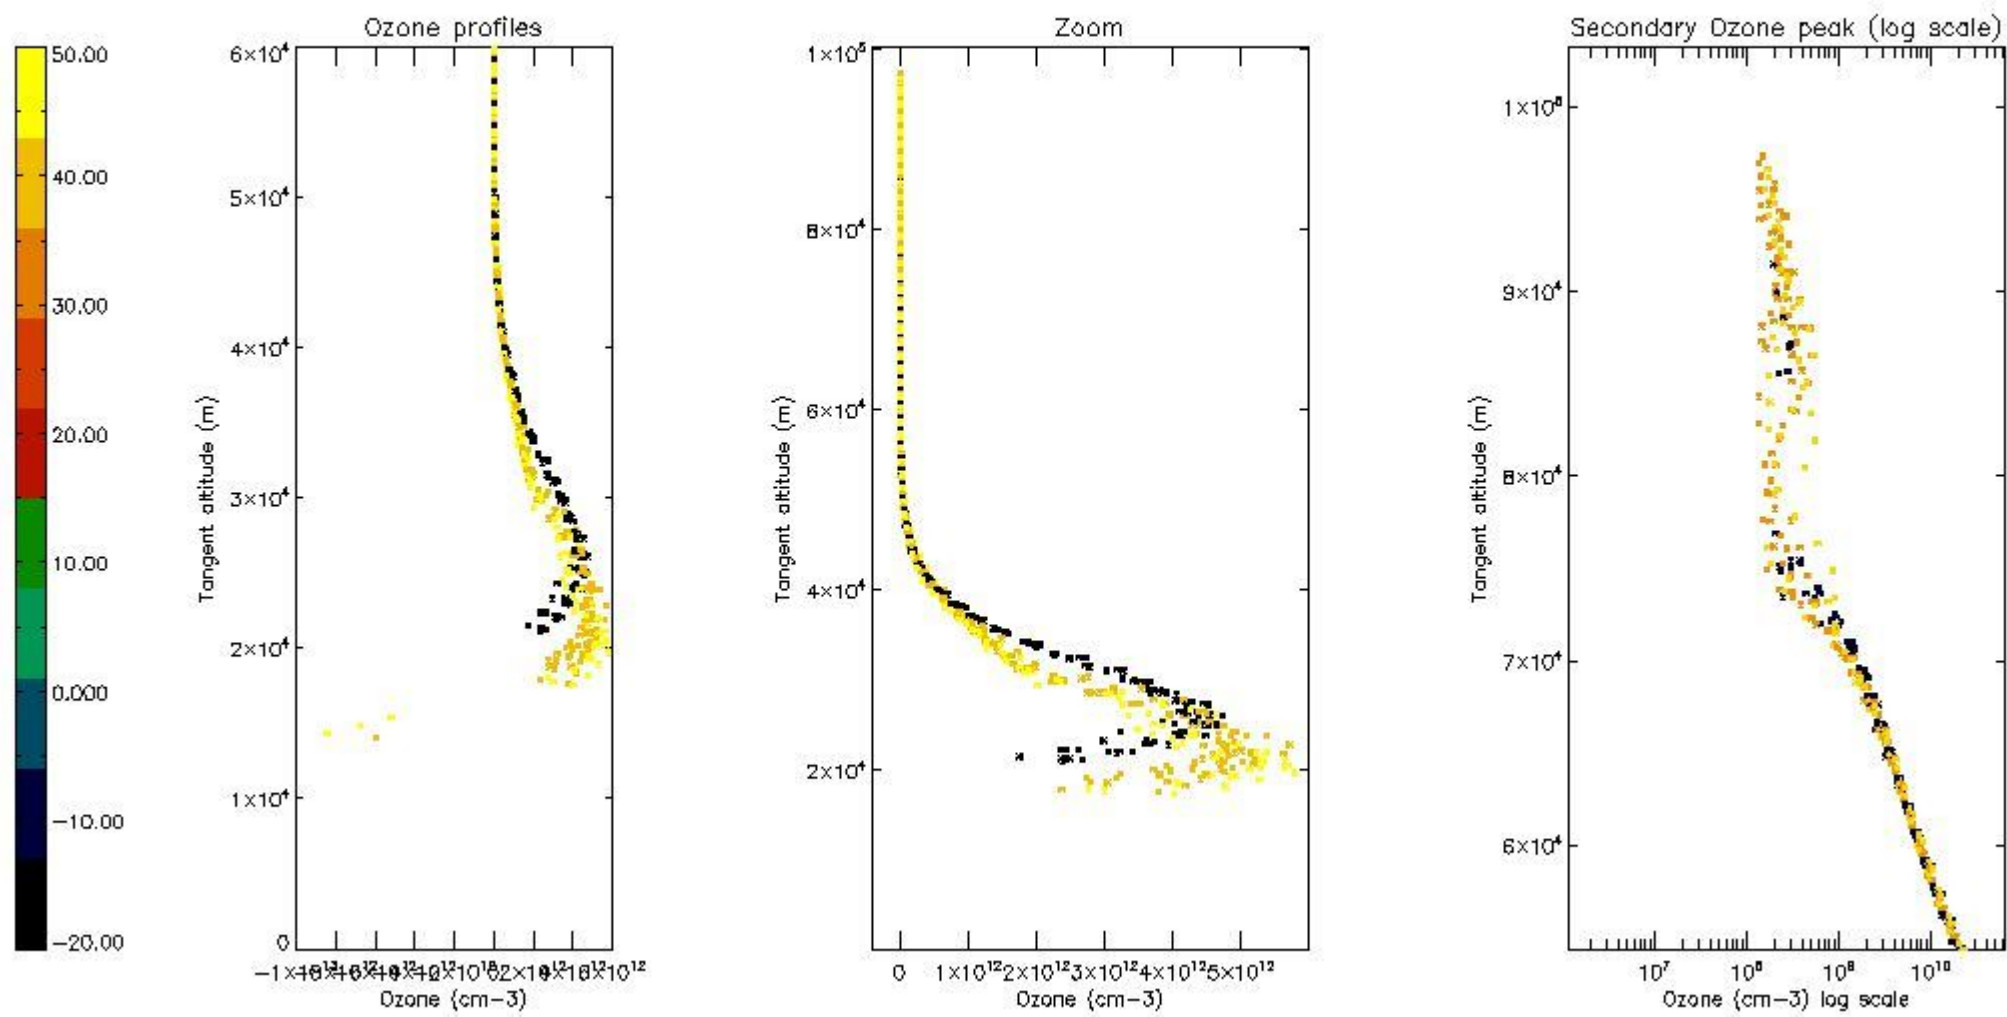 Ozone profiles
Zoom
Secondary Ozone peak (log scale)
50.00
40.00
30.00
20.00
10.00
0.000
-10.00
-20.00
6×10⁴
5×10⁴
4×10⁴
3×10⁴
2×10⁴
1×10⁴
0
Tangent altitude (m)
Ozone (cm-3)
1×10⁵
8×10⁴
6×10⁴
4×10⁴
2×10⁴
Tangent altitude (m)
0 1×10¹² 2×10¹² 3×10¹² 4×10¹² 5×10¹²
Ozone (cm-3)
9×10⁴
8×10⁴
7×10⁴
6×10⁴
Tangent altitude (m)
10⁷ 10⁸ 10⁹ 10¹⁰
Ozone (cm-3) log scale